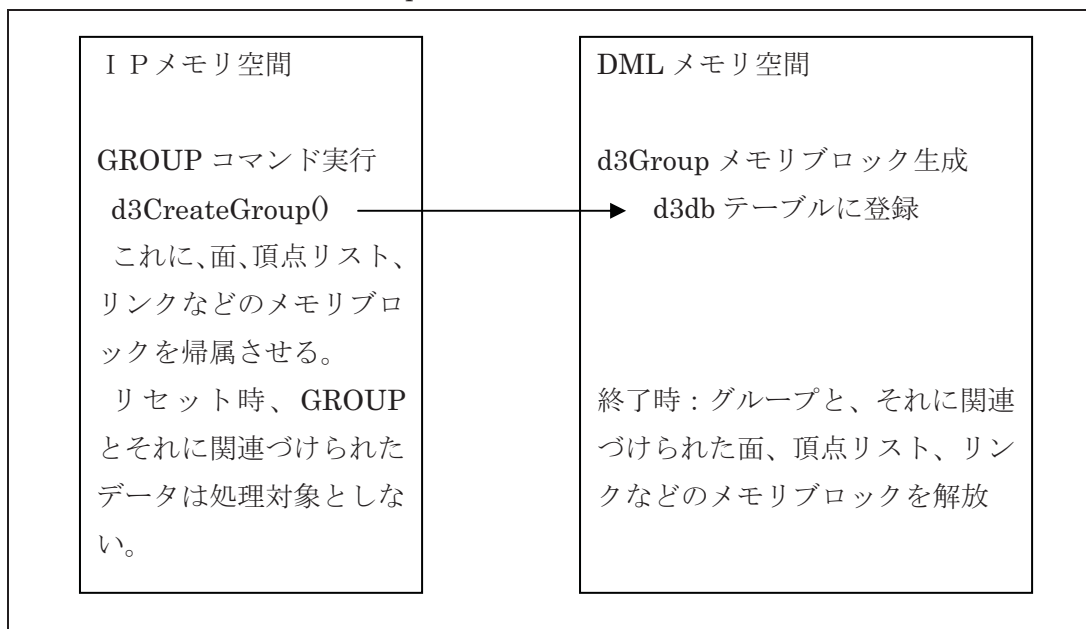 ＩＰメモリ空間
GROUP コマンド実行
d3CreateGroup()
これに、面、頂点リスト、
リンクなどのメモリブロ
ックを帰属させる。
リセット時、GROUP
とそれに関連づけられた
データは処理対象としな
い。
DML メモリ空間
d3Group メモリブロック生成
d3db テーブルに登録
終了時：グループと、それに関連
づけられた面、頂点リスト、リン
クなどのメモリブロックを解放